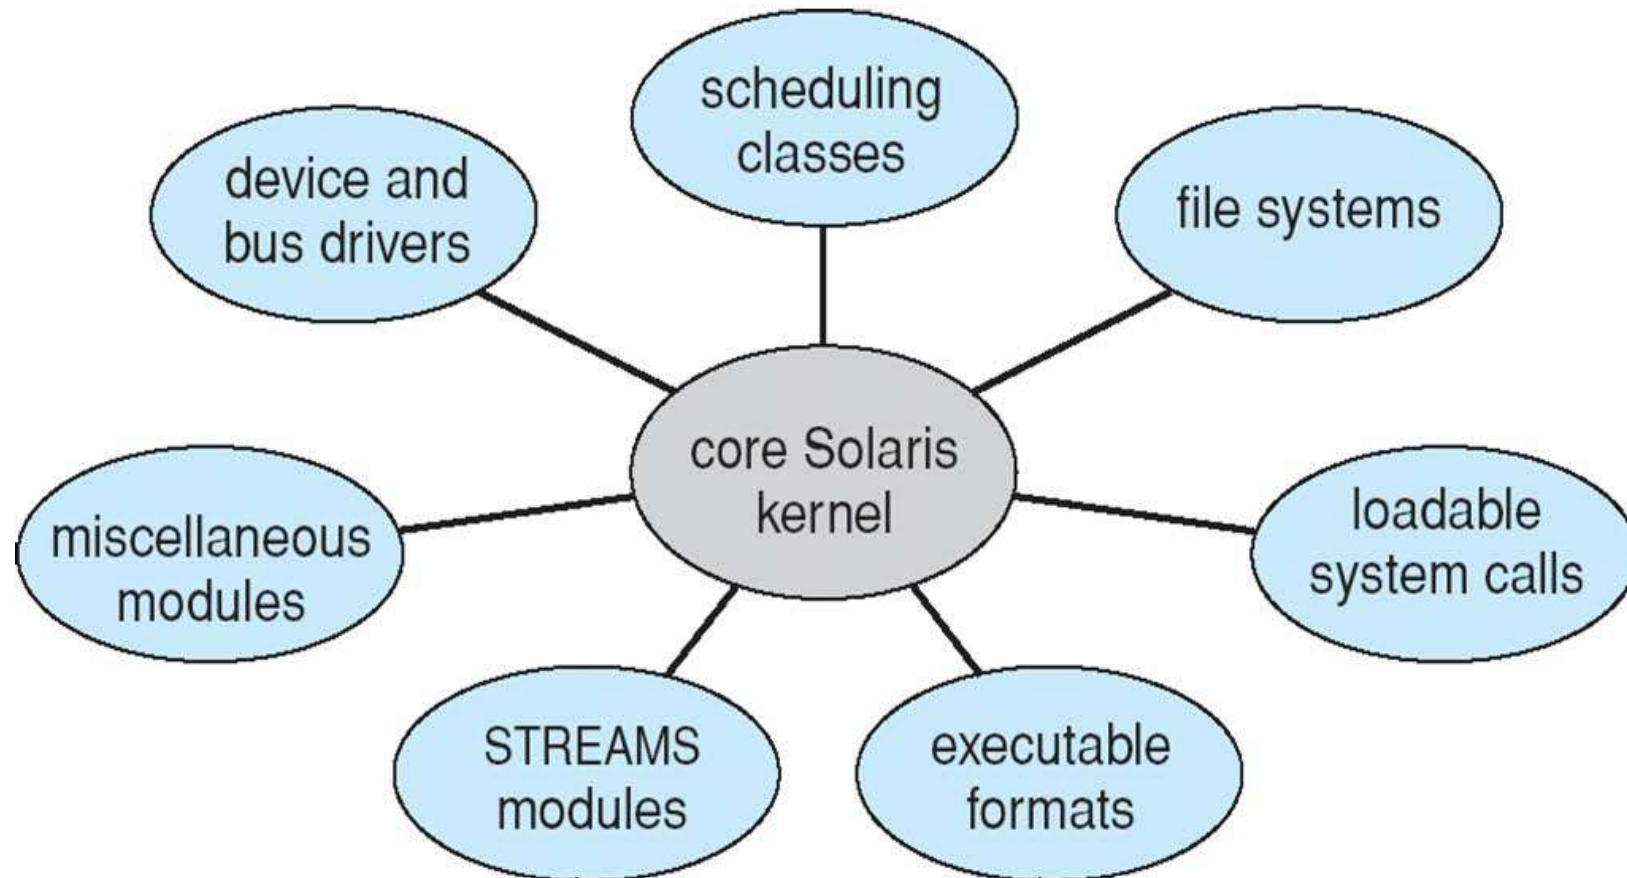 scheduling
classes
device and
bus drivers
file systems
core Solaris
kernel
loadable
system calls
miscellaneous
modules
STREAMS
modules
executable
formats